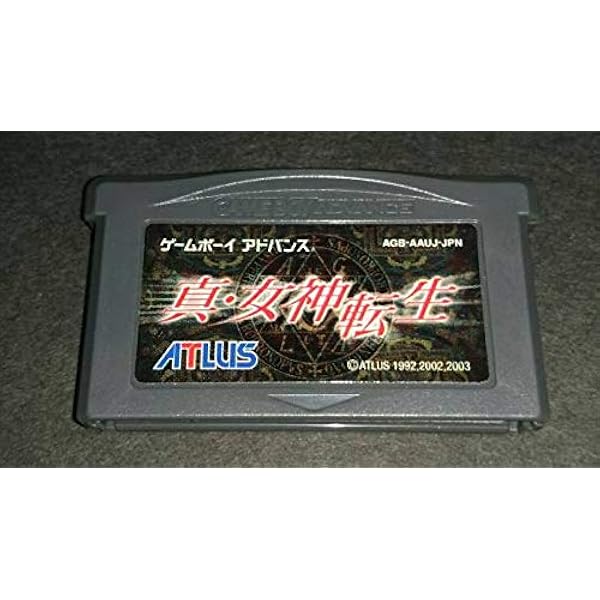 GAME BOY ADVANCE
ゲームボーイ アドバンス AGB-AAUJ-JPN
真・女神転生
ATLUS
©ATLUS 1992,2002,2003